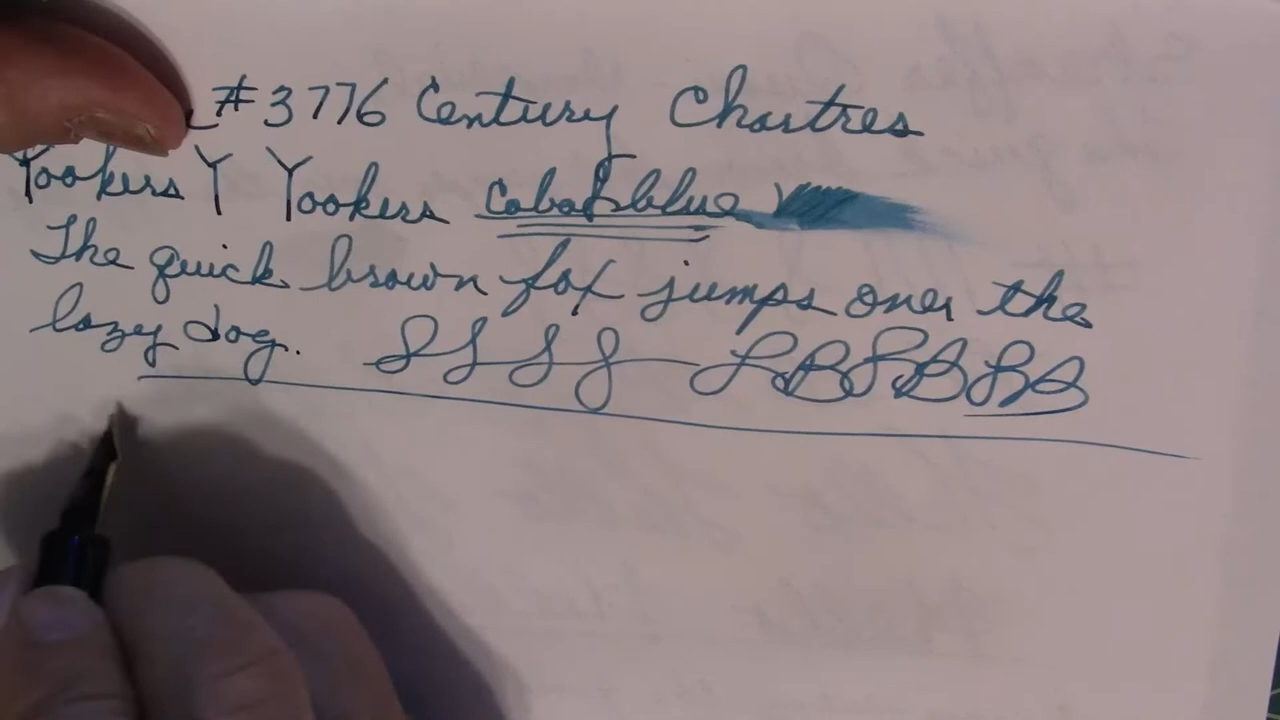 #3776 Century Chartres
Yookers Y Yookers cobalt blue
The quick brown fox jumps over the
lazy dog.